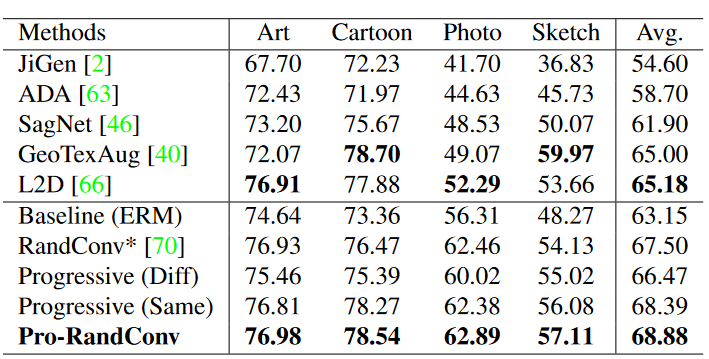 Methods Art Cartoon Photo Sketch Avg.
JiGen [2] 67.70 72.23 41.70 36.83 54.60
ADA [63] 72.43 71.97 44.63 45.73 58.70
SagNet [46] 73.20 75.67 48.53 50.07 61.90
GeoTexAug [40] 72.07 78.70 49.07 59.97 65.00
L2D [66] 76.91 77.88 52.29 53.66 65.18
Baseline (ERM) 74.64 73.36 56.31 48.27 63.15
RandConv* [70] 76.93 76.47 62.46 54.13 67.50
Progressive (Diff) 75.46 75.39 60.02 55.02 66.47
Progressive (Same) 76.81 78.27 62.38 56.08 68.39
Pro-RandConv 76.98 78.54 62.89 57.11 68.88